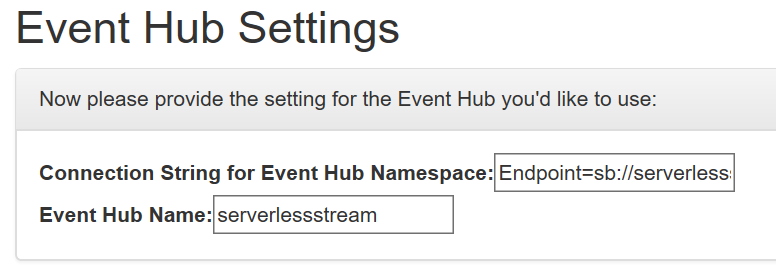 Event Hub Settings
Now please provide the setting for the Event Hub you'd like to use:
Connection String for Event Hub Namespace: Endpoint=sb://serverless
Event Hub Name: serverlessstream